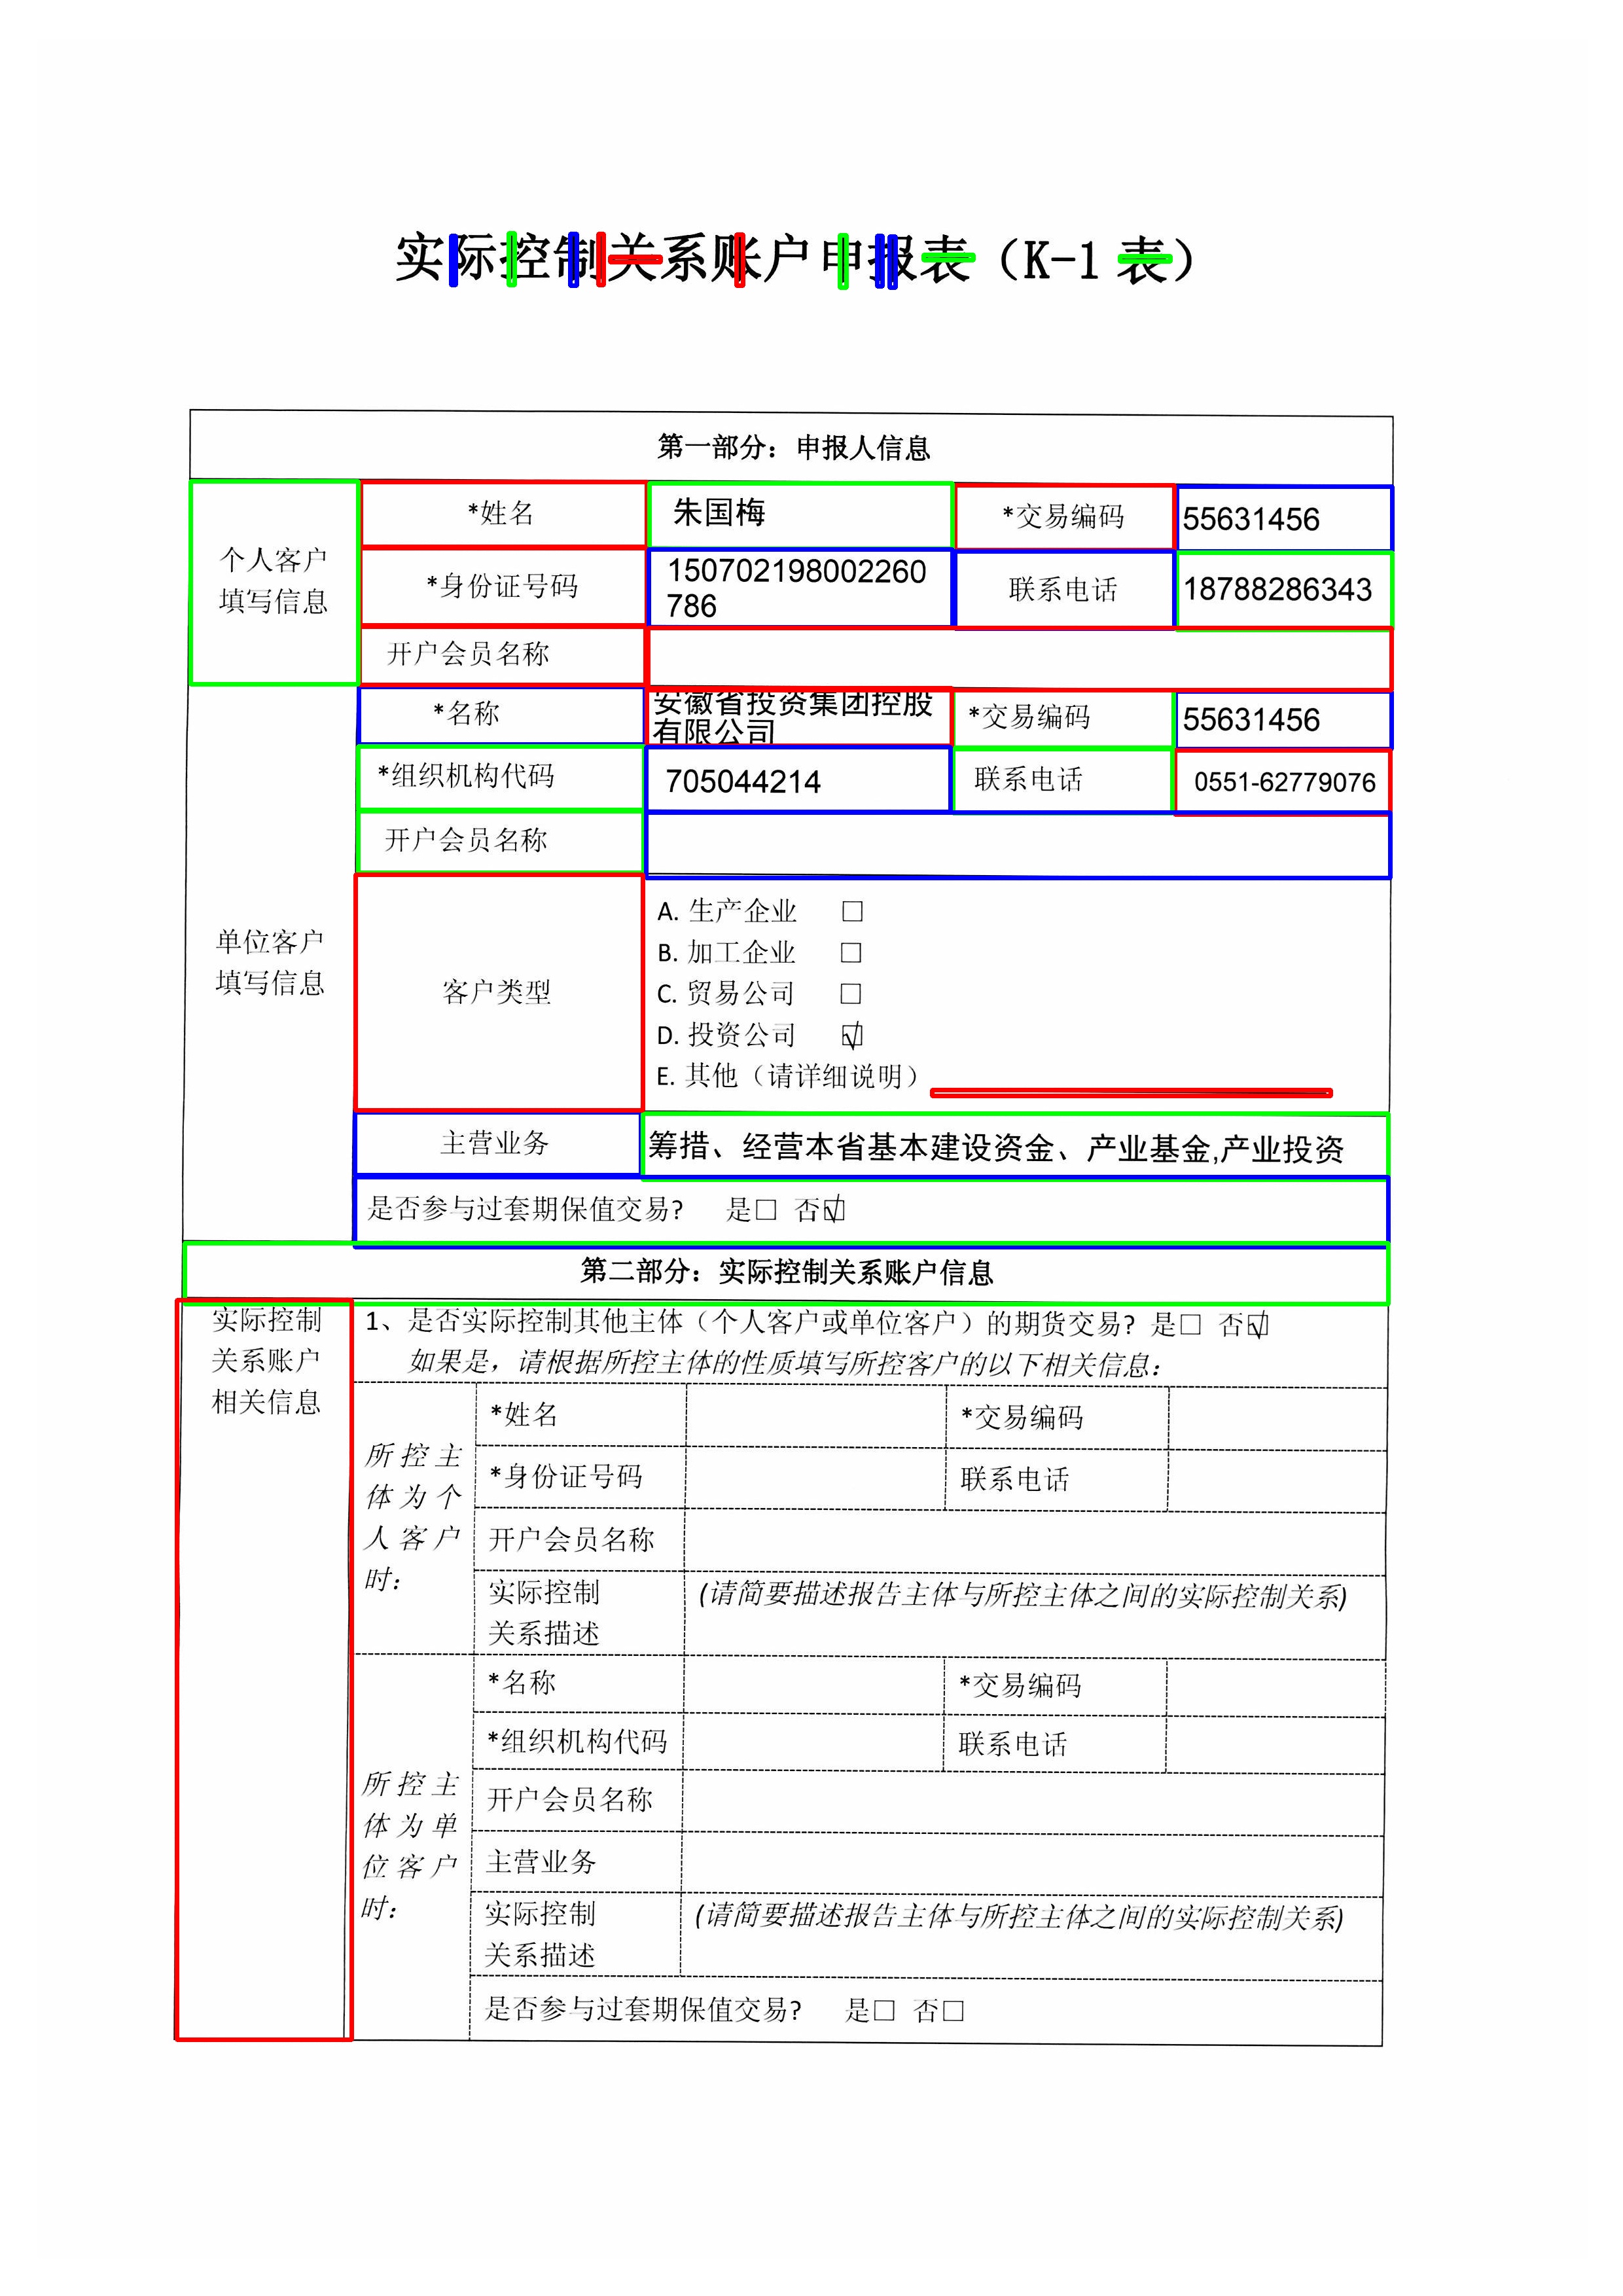 实际控制关系账户申报表（K-1 表）
第一部分：申报人信息
个人客户
填写信息
*姓名
朱国梅
*交易编码
55631456
*身份证号码
150702198002260
786
联系电话
18788286343
开户会员名称
单位客户
填写信息
*名称
安徽省投资集团控股
有限公司
*交易编码
55631456
*组织机构代码
705044214
联系电话
0551-62779076
开户会员名称
客户类型
A. 生产企业 □
B. 加工企业 □
C. 贸易公司 □
D. 投资公司 ☑
E. 其他（请详细说明）
主营业务
筹措、经营本省基本建设资金、产业基金,产业投资
是否参与过套期保值交易? 是□ 否☑
第二部分：实际控制关系账户信息
实际控制
关系账户
相关信息
1、是否实际控制其他主体（个人客户或单位客户）的期货交易? 是□ 否☑
如果是，请根据所控主体的性质填写所控客户的以下相关信息：
所控主
体为个
人客户
时：
*姓名
*交易编码
*身份证号码
联系电话
开户会员名称
实际控制
关系描述
(请简要描述报告主体与所控主体之间的实际控制关系)
所控主
体为单
位客户
时：
*名称
*交易编码
*组织机构代码
联系电话
开户会员名称
主营业务
实际控制
关系描述
(请简要描述报告主体与所控主体之间的实际控制关系)
是否参与过套期保值交易? 是□ 否□